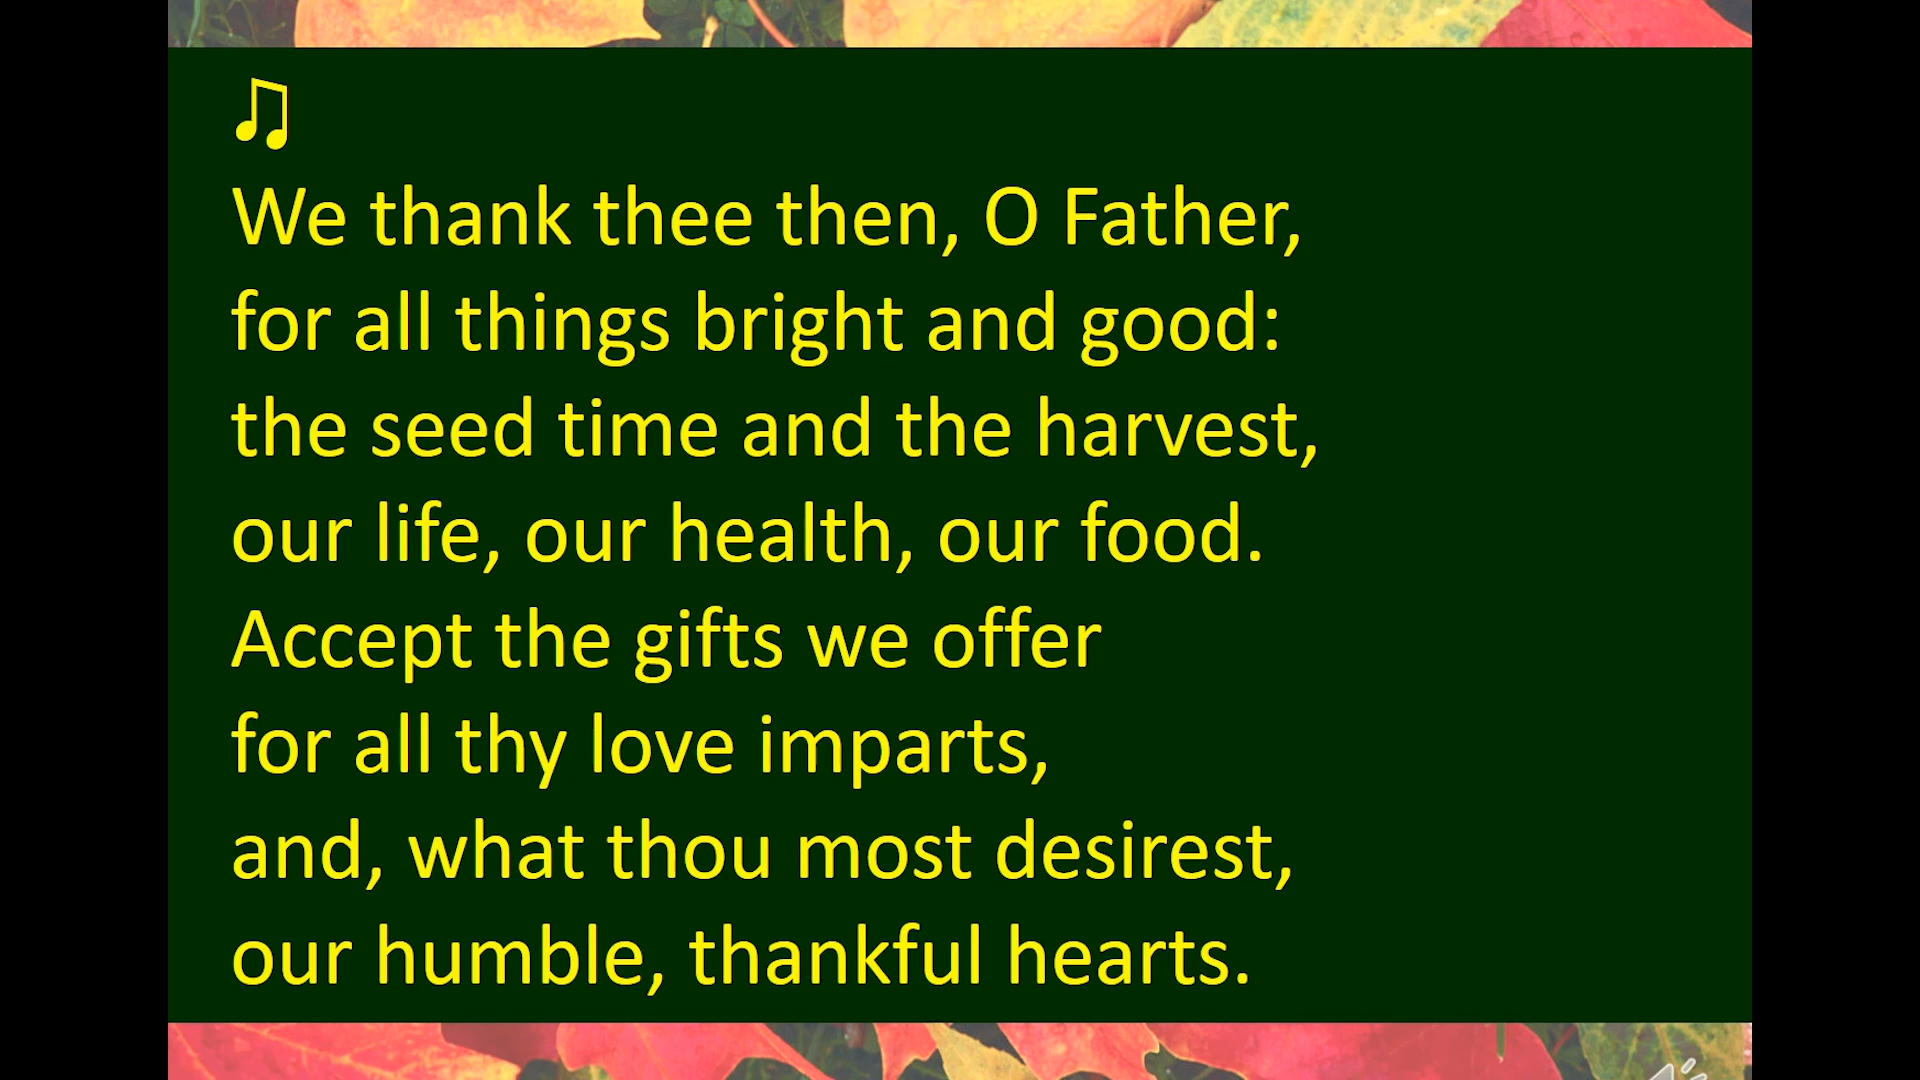 ♫
We thank thee then, O Father,
for all things bright and good:
the seed time and the harvest,
our life, our health, our food.
Accept the gifts we offer
for all thy love imparts,
and, what thou most desirest,
our humble, thankful hearts.